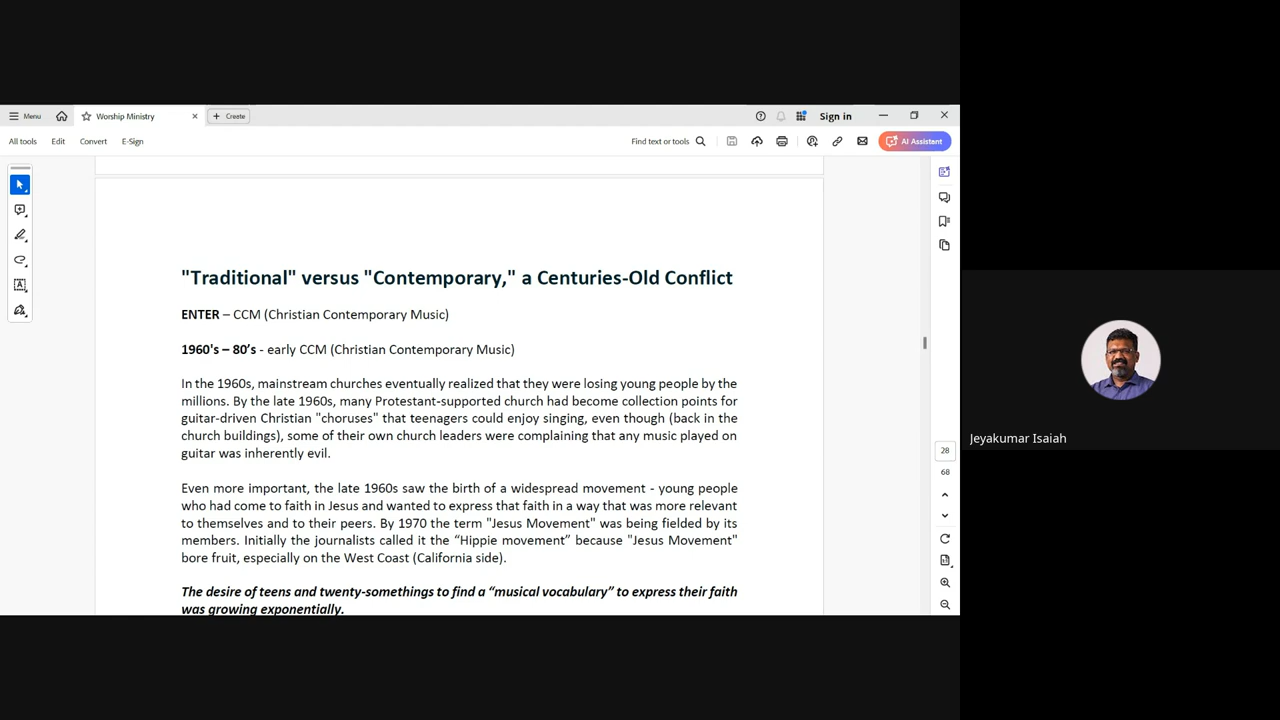 Menu
Worship Ministry
Create
Sign in
All tools
Edit
Convert
E-Sign
Find text or tools
AI Assistant
"Traditional" versus "Contemporary," a Centuries-Old Conflict
ENTER – CCM (Christian Contemporary Music)
1960's – 80's - early CCM (Christian Contemporary Music)
In the 1960s, mainstream churches eventually realized that they were losing young people by the
millions. By the late 1960s, many Protestant-supported church had become collection points for
guitar-driven Christian "choruses" that teenagers could enjoy singing, even though (back in the
church buildings), some of their own church leaders were complaining that any music played on
guitar was inherently evil.
Even more important, the late 1960s saw the birth of a widespread movement - young people
who had come to faith in Jesus and wanted to express that faith in a way that was more relevant
to themselves and to their peers. By 1970 the term "Jesus Movement" was being fielded by its
members. Initially the journalists called it the “Hippie movement” because "Jesus Movement"
bore fruit, especially on the West Coast (California side).
The desire of teens and twenty-somethings to find a “musical vocabulary” to express their faith
was growing exponentially.
28
68
Jeyakumar Isaiah